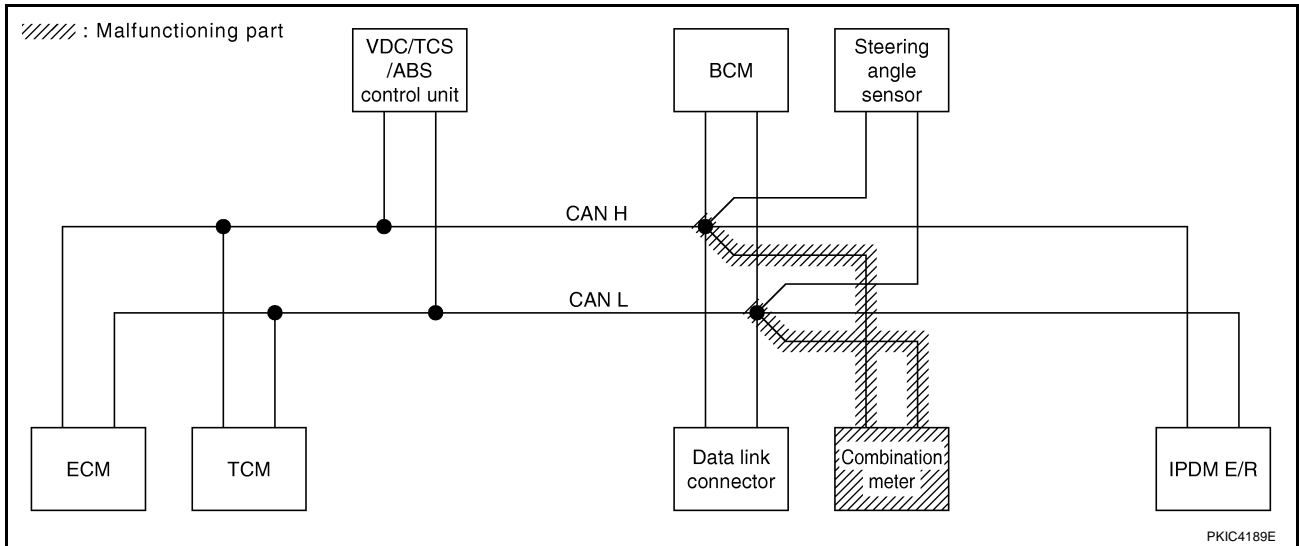 : Malfunctioning part
VDC/TCS
/ABS
control unit
BCM
Steering
angle
sensor
CAN H
CAN L
ECM
TCM
Data link
connector
Combination
meter
IPDM E/R
PKIC4189E